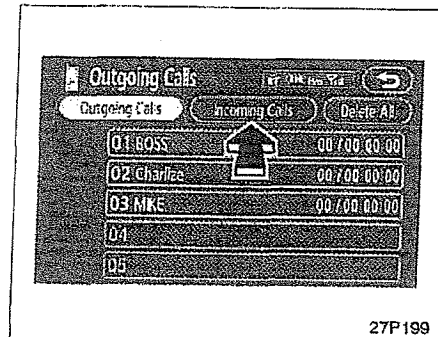 Outgoing Calls
Outgoing Calls Incoming Calls Delete All
01 BOSS 00/00 00:00
02 Charlize 00/00 00:00
03 MIKE 00/00 00:00
04
05
27P199